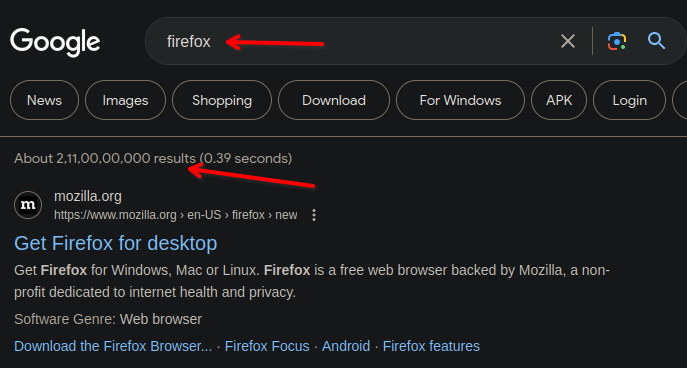 Google
firefox
News Images Shopping Download For Windows APK Login
About 2,11,00,00,000 results (0.39 seconds)
m
mozilla.org
https://www.mozilla.org › en-US › firefox › new
Get Firefox for desktop
Get Firefox for Windows, Mac or Linux. Firefox is a free web browser backed by Mozilla, a non-
profit dedicated to internet health and privacy.
Software Genre: Web browser
Download the Firefox Browser... · Firefox Focus · Android · Firefox features